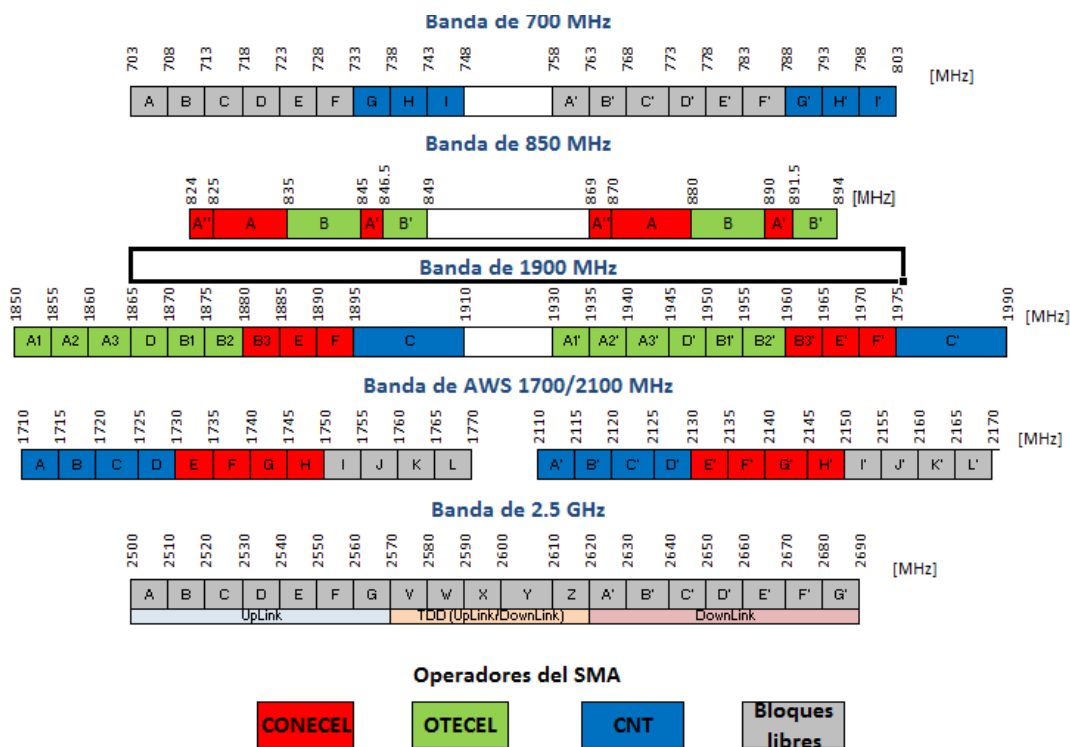 Banda de 700 MHz
703 708 713 718 723 728 733 738 743 748 758 763 768 773 778 783 788 793 798 803 [MHz]
A B C D E F G H I A' B' C' D' E' F' G' H' I'
Banda de 850 MHz
824 825 835 845 846.5 849 869 870 880 890 891.5 894 [MHz]
A'' A B A' B' A'' A B A' B'
Banda de 1900 MHz
1850 1855 1860 1865 1870 1875 1880 1885 1890 1895 1910 1930 1935 1940 1945 1950 1955 1960 1965 1970 1975 1990 [MHz]
A1 A2 A3 D B1 B2 B3 E F C A1' A2' A3' D' B1' B2' B3' E' F' C'
Banda de AWS 1700/2100 MHz
1710 1715 1720 1725 1730 1735 1740 1745 1750 1755 1760 1765 1770 2110 2115 2120 2125 2130 2135 2140 2145 2150 2155 2160 2165 2170 [MHz]
A B C D E F G H I J K L A' B' C' D' E' F' G' H' I' J' K' L'
Banda de 2.5 GHz
2500 2510 2520 2530 2540 2550 2570 2580 2590 2600 2610 2620 2630 2640 2650 2660 2670 2680 2690 [MHz]
A B C D E F G V W X Y Z A' B' C' D' E' F' G'
UpLink TDD (UpLink/DownLink) DownLink
Operadores del SMA
CONECEL OTECEL CNT Bloques
libres